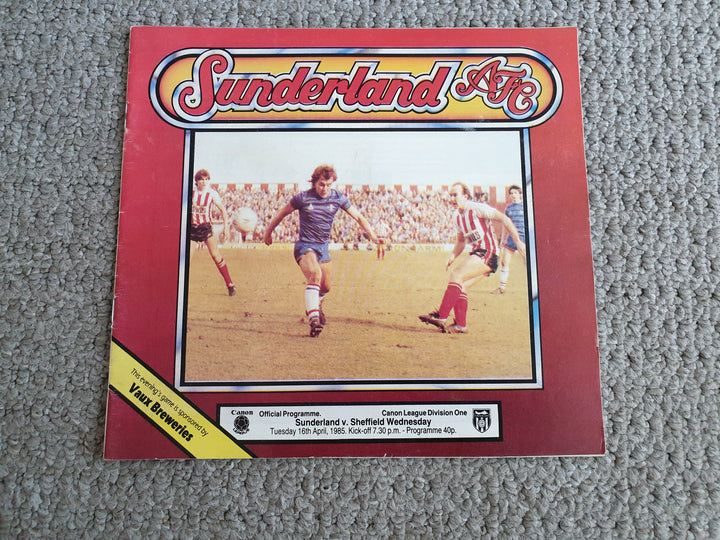 Sunderland AFC
This evening's game is sponsored by
Vaux Breweries
Canon
Official Programme. Canon League Division One
Sunderland v. Sheffield Wednesday
Tuesday 16th April, 1985. Kick-off 7.30 p.m. - Programme 40p.